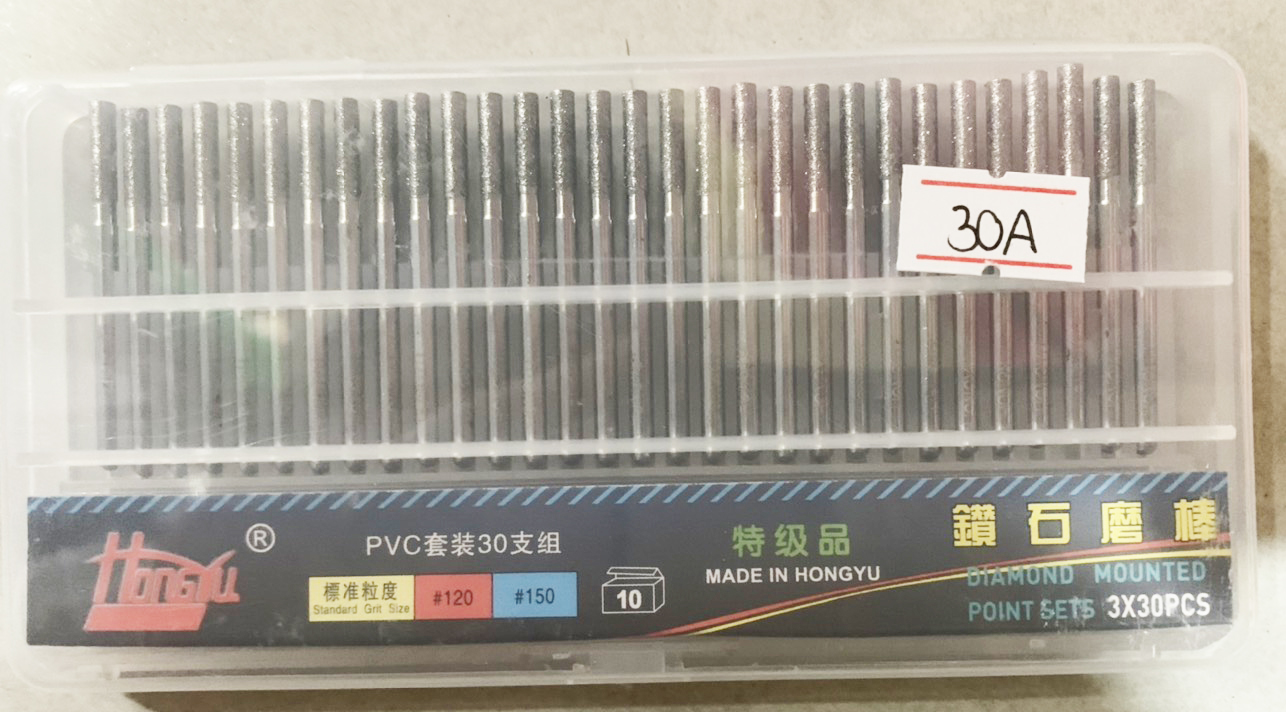 30A
HONGYU
®
PVC套装30支组
標準粒度
Standard Grit Size
#120
#150
10
特级品
MADE IN HONGYU
鑽石磨棒
DIAMOND MOUNTED
POINT SETS 3X30PCS